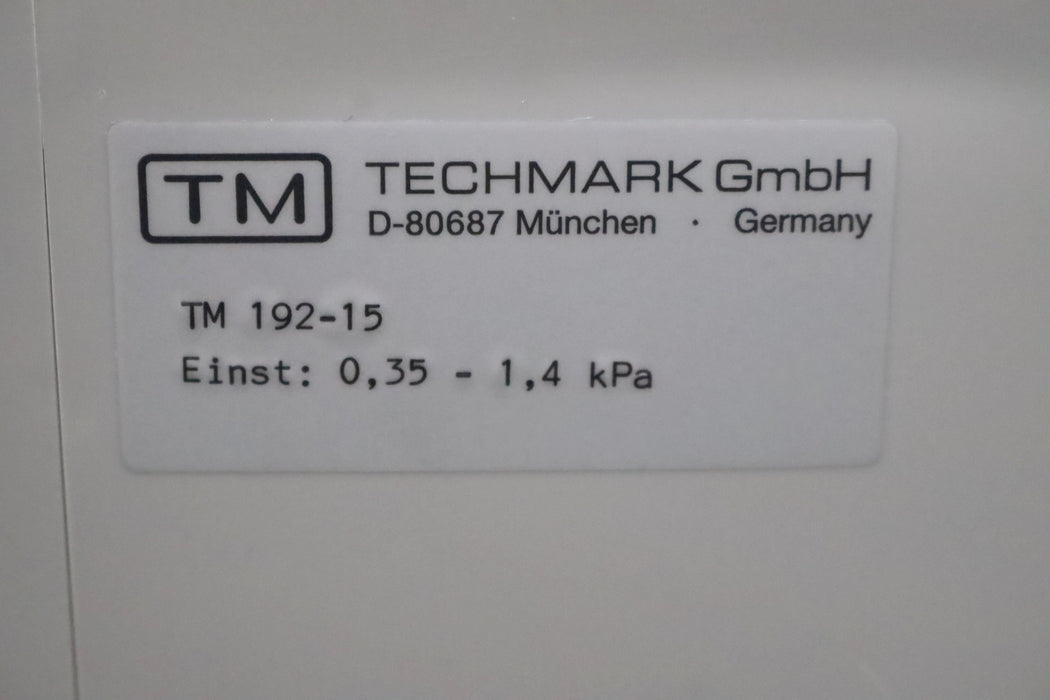 TM
TECHMARK GmbH
D-80687 München · Germany
TM 192-15
Einst: 0,35 - 1,4 kPa